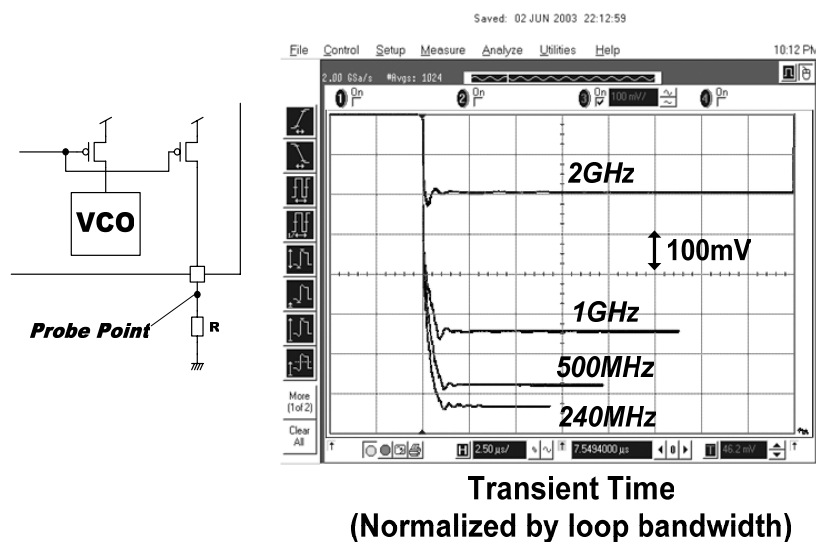 Saved: 02 JUN 2003 22:12:59
File Control Setup Measure Analyze Utilities Help 10:12 PM
2.00 GSa/s #Avgs: 1024
1 On 2 On 3 On 100 mV/ 4 On
2GHz
100mV
1GHz
500MHz
240MHz
VCO
Probe Point
R
More
(1of 2)
Clear
All
H 2.50 µs/ 7.5494000 µs 0 T 46.2 mV
Transient Time
(Normalized by loop bandwidth)